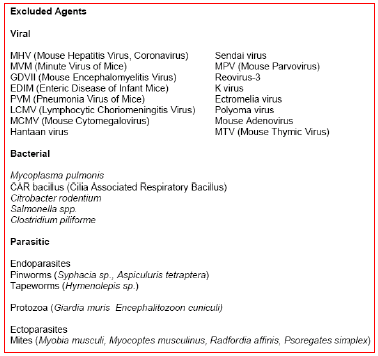 Excluded Agents
Viral
MHV (Mouse Hepatitis Virus, Coronavirus) Sendai virus
MVM (Minute Virus of Mice) MPV (Mouse Parvovirus)
GDVII (Mouse Encephalomyelitis Virus) Reovirus-3
EDIM (Enteric Disease of Infant Mice) K virus
PVM (Pneumonia Virus of Mice) Ectromelia virus
LCMV (Lymphocytic Choriomeningitis Virus) Polyoma virus
MCMV (Mouse Cytomegalovirus) Mouse Adenovirus
Hantaan virus MTV (Mouse Thymic Virus)
Bacterial
Mycoplasma pulmonis
CAR bacillus (Cilia Associated Respiratory Bacillus)
Citrobacter rodentium
Salmonella spp.
Clostridium piliforme
Parasitic
Endoparasites
Pinworms (Syphacia sp., Aspiculuris tetraptera)
Tapeworms (Hymenolepis sp.)
Protozoa (Giardia muris Encephalitozoon cuniculi)
Ectoparasites
Mites (Myobia musculi, Mycoptes musculinus, Radfordia affinis, Psoregates simplex)